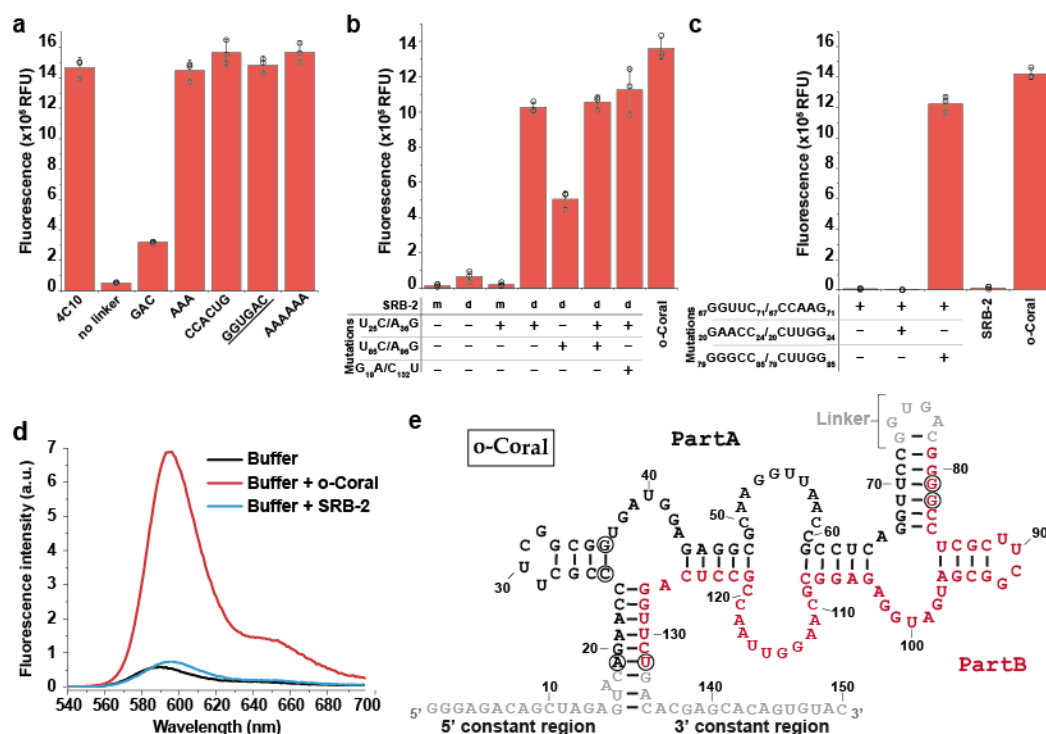 a
Fluorescence (x10⁶ RFU)
16
14
12
10
8
6
4
2
0
4C10
no linker
GAC
AAA
CCACUG
GGUGAC
AAAAAA
b
Fluorescence (x10⁶ RFU)
14
12
10
8
6
4
2
0
SRB-2 m d m d d d d
Mutations
U₂₅C/A₃₆G – – + + – + +
U₈₅C/A₉₆G – – – – + + –
G₁₉A/C₁₃₂U – – – – – – +
o-Coral
c
Fluorescence (x10⁶ RFU)
16
14
12
10
8
6
4
2
0
Mutations
₆₇GGUUC₇₁/₆₇CCAAG₇₁ + + +
₂₀GAACC₂₄/₂₀CUUGG₂₄ – + –
₇₉GGGCC₈₅/₇₉CUUGG₈₅ – – +
SRB-2
o-Coral
d
Fluorescence intensity (a.u.)
7
6
5
4
3
2
1
0
540 560 580 600 620 640 660 680 700
Wavelength (nm)
Buffer
Buffer + o-Coral
Buffer + SRB-2
e
o-Coral
PartA
Linker
PartB
10
20
30
40
50
60
70
80
90
100
110
120
130
140
150
5' GGGAGACAGCUAGAG
CACGAGCACAGUGUAC 3'
5' constant region
3' constant region